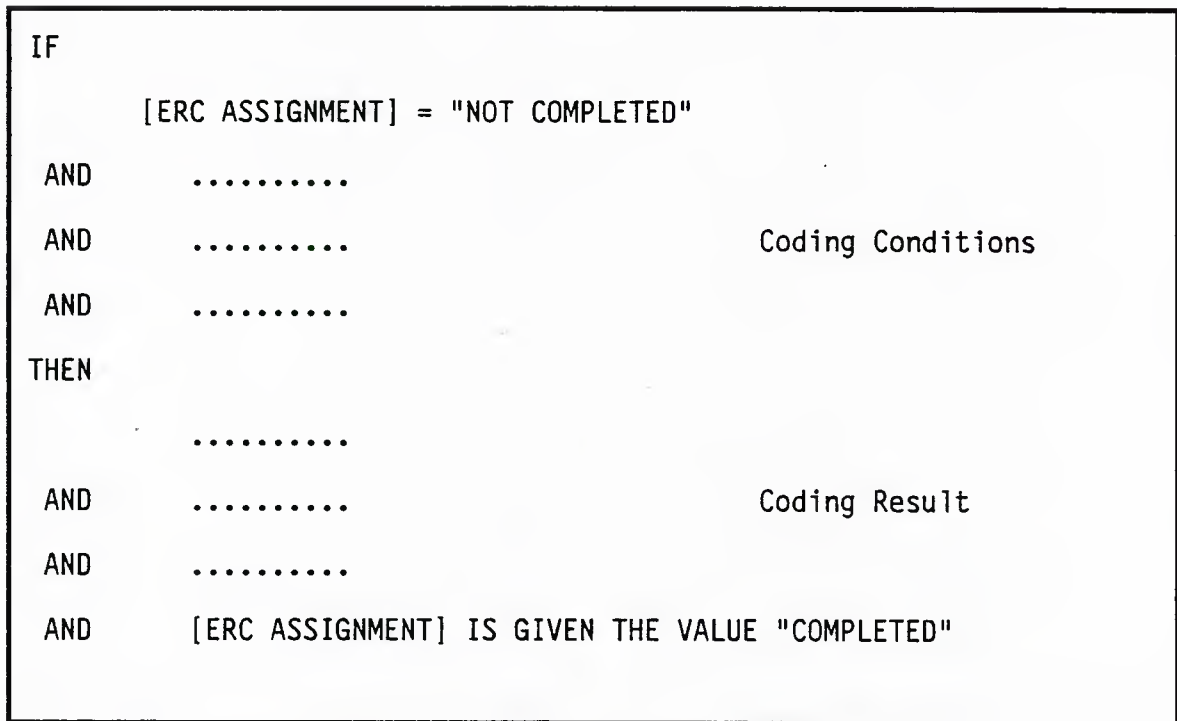 IF
[ERC ASSIGNMENT] = "NOT COMPLETED"
AND ..........
AND .......... Coding Conditions
AND ..........
THEN
..........
AND .......... Coding Result
AND ..........
AND [ERC ASSIGNMENT] IS GIVEN THE VALUE "COMPLETED"